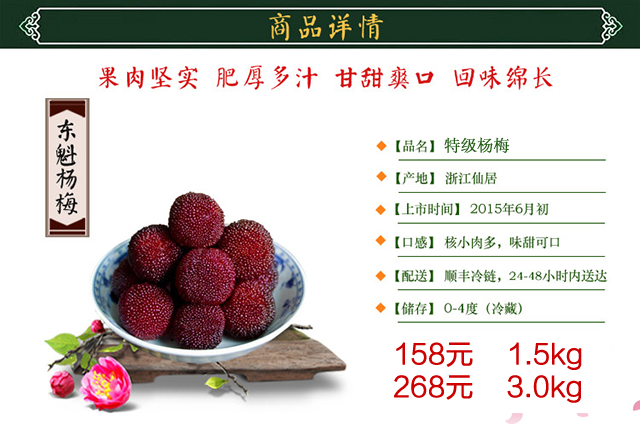 商品详情
果肉坚实 肥厚多汁 甘甜爽口 回味绵长
东魁杨梅
【品名】 特级杨梅
【产地】 浙江仙居
【上市时间】 2015年6月初
【口感】 核小肉多，味甜可口
【配送】 顺丰冷链，24-48小时内送达
【储存】 0-4度（冷藏）
158元 1.5kg
268元 3.0kg